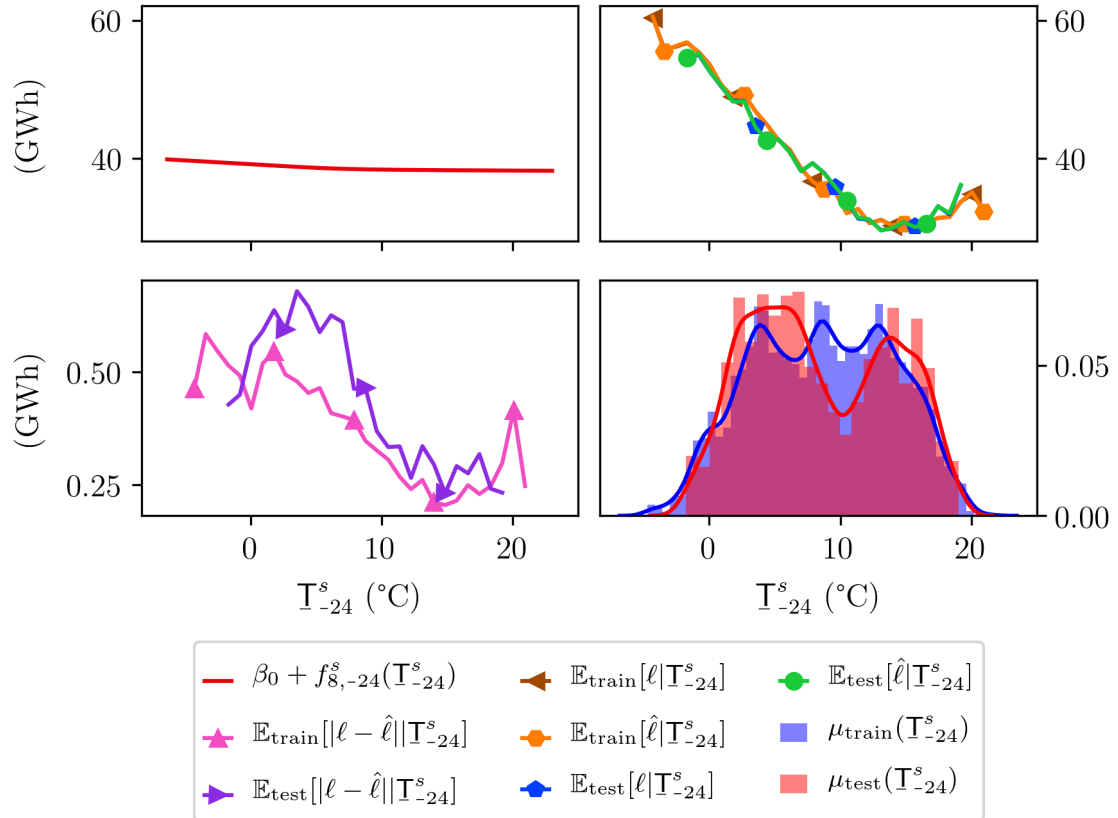 60
60
(GWh)
40
40
(GWh)
0.50
0.25
0.05
0.00
0 10 20
0 10 20
T̲ˢ₋₂₄ (°C)
T̲ˢ₋₂₄ (°C)
β₀ + fˢ₈,₋₂₄(T̲ˢ₋₂₄)
𝔼train[|ℓ − ℓ̂||T̲ˢ₋₂₄]
𝔼test[|ℓ − ℓ̂||T̲ˢ₋₂₄]
𝔼train[ℓ|T̲ˢ₋₂₄]
𝔼train[ℓ̂|T̲ˢ₋₂₄]
𝔼test[ℓ|T̲ˢ₋₂₄]
𝔼test[ℓ̂|T̲ˢ₋₂₄]
μtrain(T̲ˢ₋₂₄)
μtest(T̲ˢ₋₂₄)